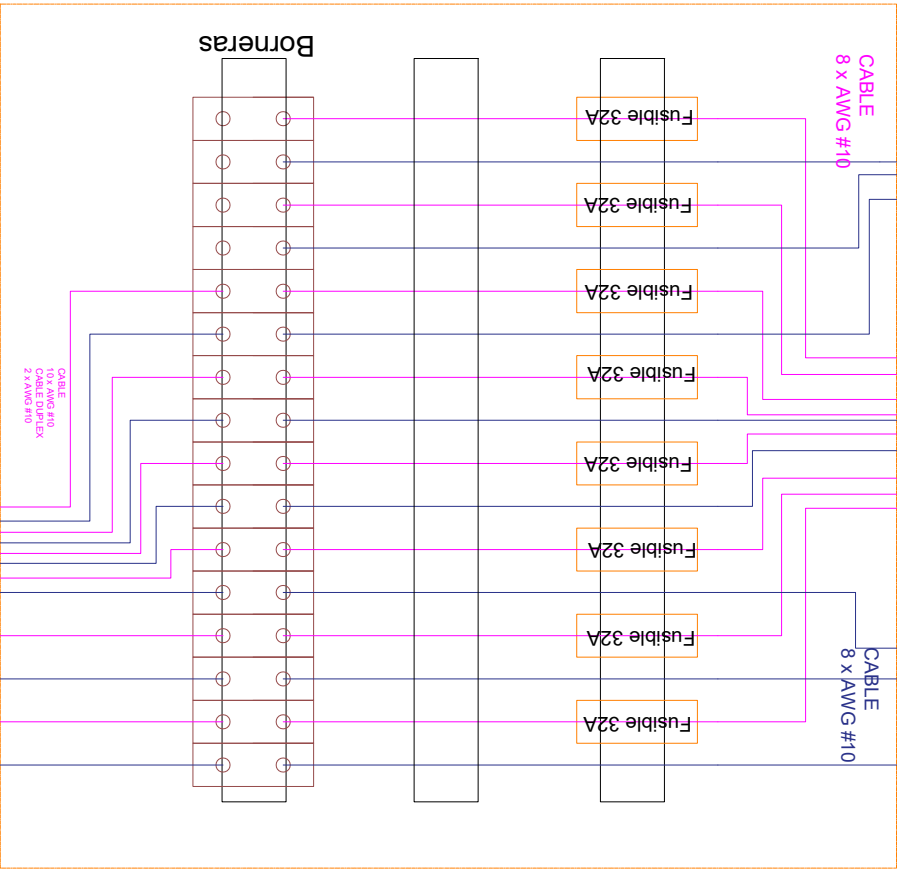 Borneras
CABLE
8 x AWG #10
Fusible 32A
Fusible 32A
Fusible 32A
Fusible 32A
Fusible 32A
Fusible 32A
Fusible 32A
Fusible 32A
CABLE
10 x AWG #10
CABLE DUPLEX
2 x AWG #10
CABLE
8 x AWG #10